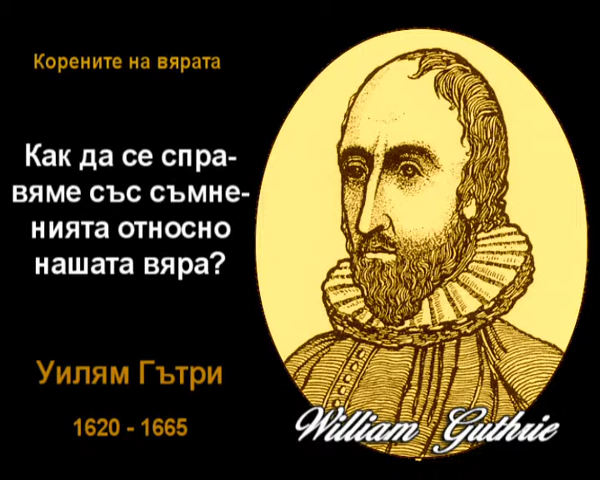 Корените на вярата
Как да се спра-
вяме със съмне-
нията относно
нашата вяра?
Уилям Гътри
1620 - 1665
William Guthrie